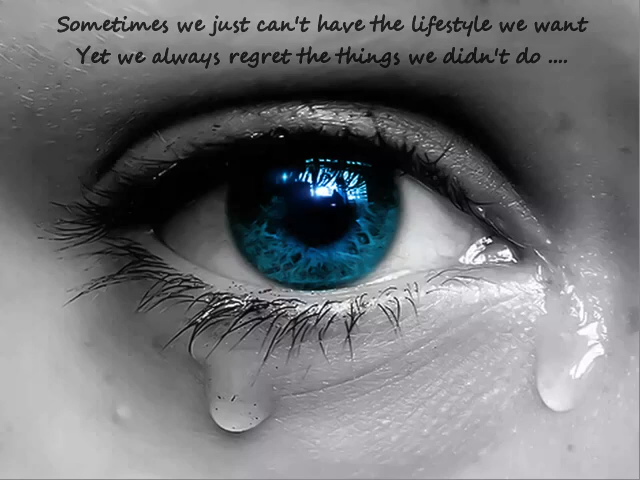 Sometimes we just can't have the lifestyle we want
Yet we always regret the things we didn't do ....